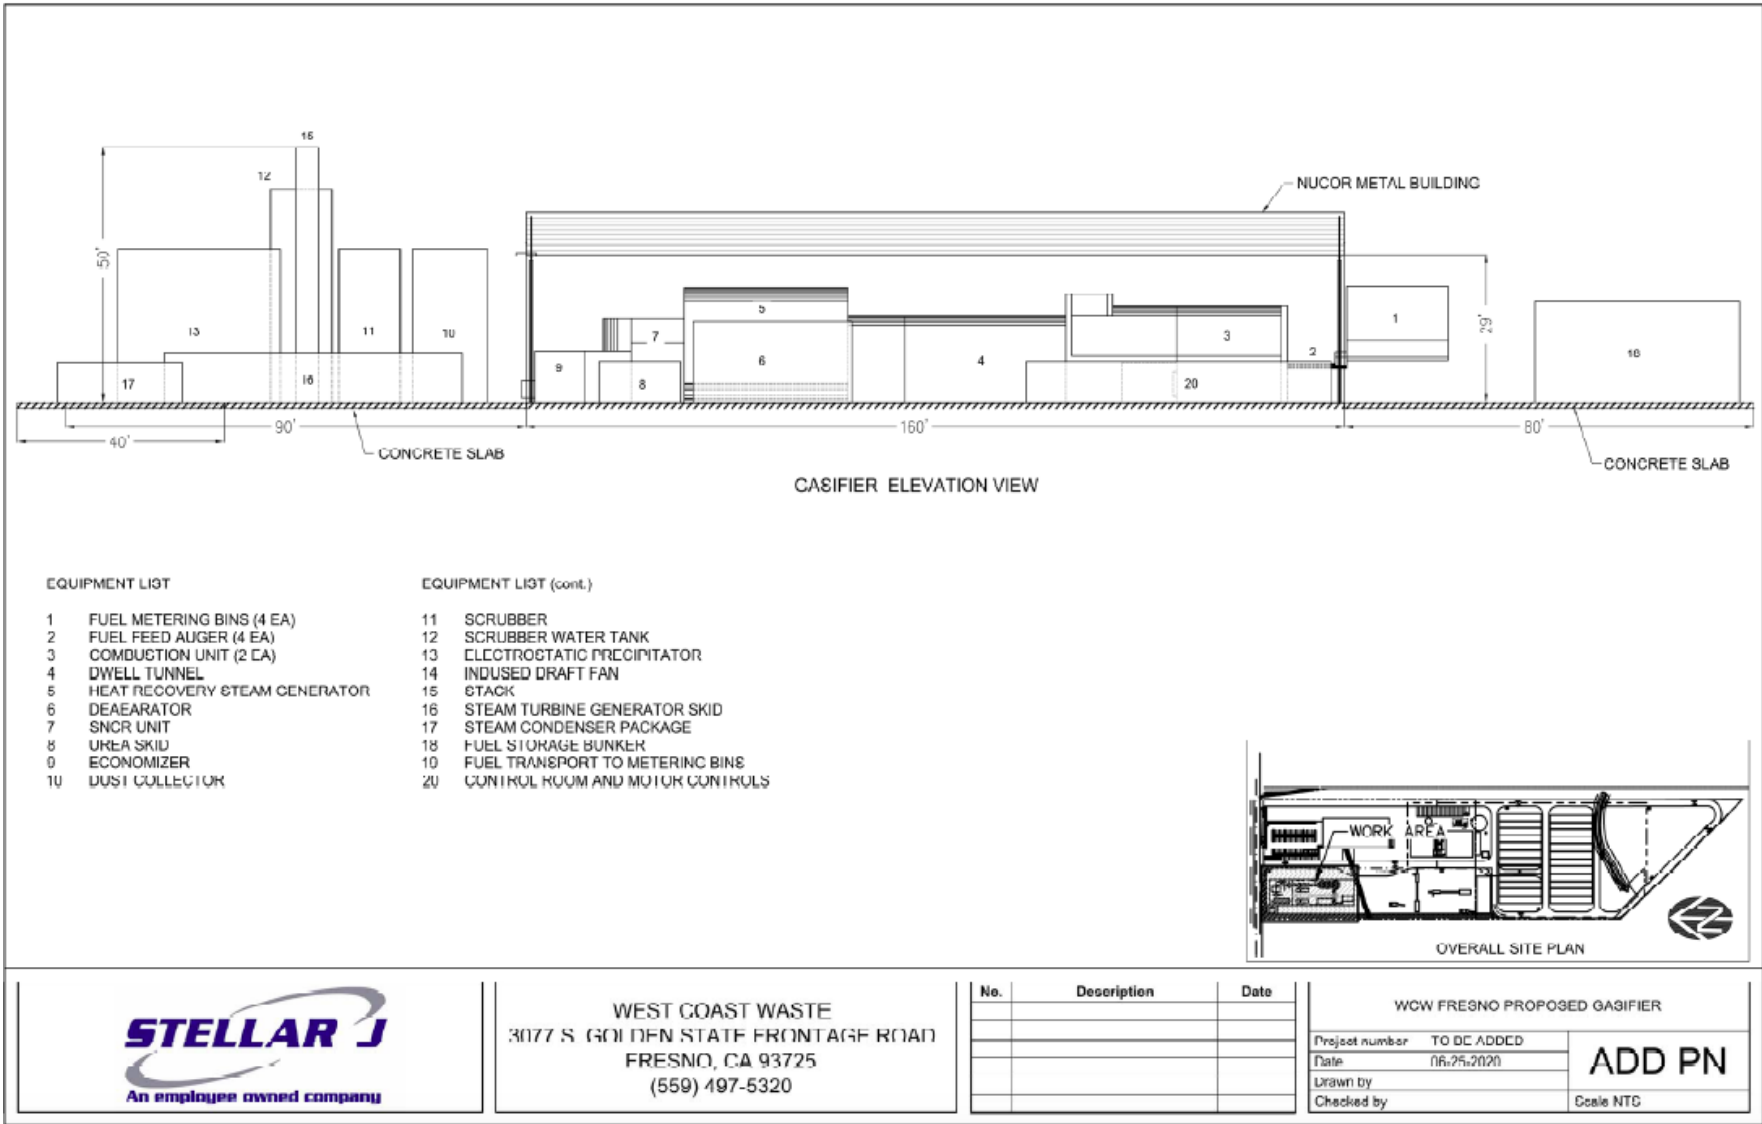 15
12
NUCOR METAL BUILDING
50'
13
11
10
17
16
9
7
8
5
6
4
3
2
20
1
29'
18
40'
90'
160'
80'
CONCRETE SLAB
CONCRETE SLAB
GASIFIER ELEVATION VIEW
EQUIPMENT LIST
1 FUEL METERING BINS (4 EA)
2 FUEL FEED AUGER (4 EA)
3 COMBUSTION UNIT (2 EA)
4 DWELL TUNNEL
5 HEAT RECOVERY STEAM GENERATOR
6 DEAEARATOR
7 SNCR UNIT
8 UREA SKID
9 ECONOMIZER
10 DUST COLLECTOR
EQUIPMENT LIST (cont.)
11 SCRUBBER
12 SCRUBBER WATER TANK
13 ELECTROSTATIC PRECIPITATOR
14 INDUSED DRAFT FAN
15 STACK
16 STEAM TURBINE GENERATOR SKID
17 STEAM CONDENSER PACKAGE
18 FUEL STORAGE BUNKER
19 FUEL TRANSPORT TO METERING BINS
20 CONTROL ROOM AND MOTOR CONTROLS
WORK AREA
OVERALL SITE PLAN
STELLAR J
An employee owned company
WEST COAST WASTE
3077 S. GOLDEN STATE FRONTAGE ROAD
FRESNO, CA 93725
(559) 497-5320
No. Description Date
WCW FRESNO PROPOSED GASIFIER
Project number TO BE ADDED
Date 06-25-2020
Drawn by
Checked by
ADD PN
Scale NTS